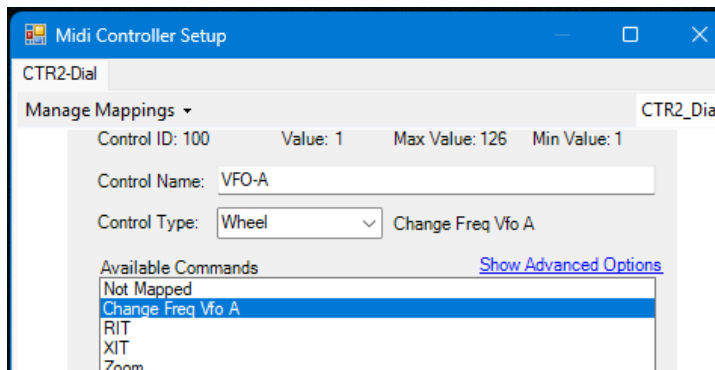 Midi Controller Setup
CTR2-Dial
Manage Mappings CTR2_Dia
Control ID: 100 Value: 1 Max Value: 126 Min Value: 1
Control Name: VFO-A
Control Type: Wheel Change Freq Vfo A
Available Commands Show Advanced Options
Not Mapped
Change Freq Vfo A
RIT
XIT
Zoom